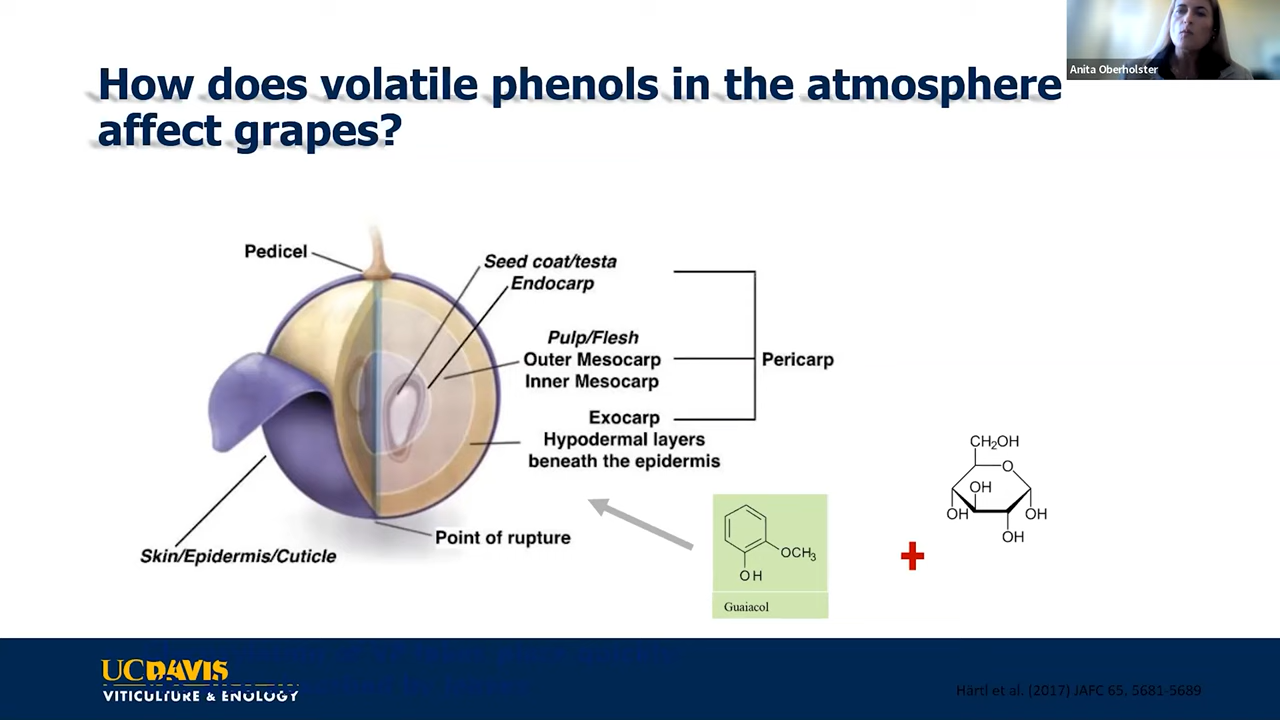 Anita Oberholster
How does volatile phenols in the atmosphere
affect grapes?
Pedicel
Seed coat/testa
Endocarp
Pulp/Flesh
Outer Mesocarp
Inner Mesocarp
Pericarp
Exocarp
Hypodermal layers
beneath the epidermis
Point of rupture
Skin/Epidermis/Cuticle
OCH3
OH
Guaiacol
+
CH2OH
O
OH
OH
OH
OH
UCDAVIS
VITICULTURE & ENOLOGY
Härtl et al. (2017) JAFC 65, 5681-5689